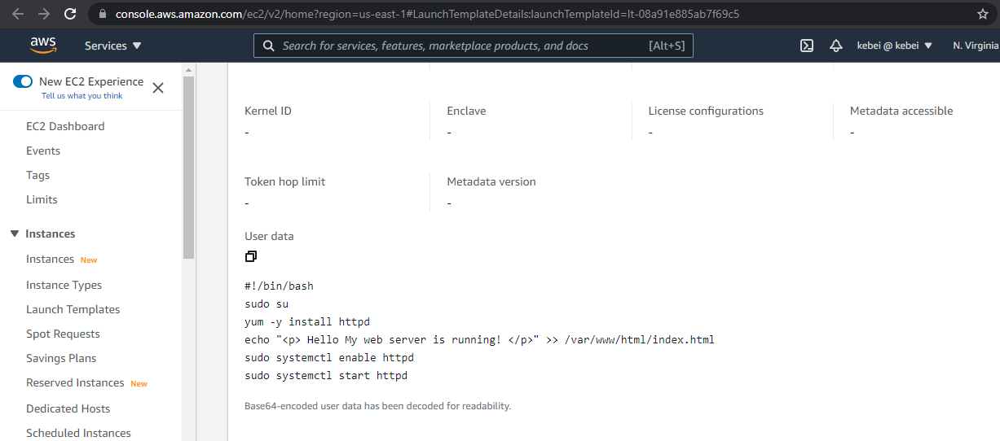 console.aws.amazon.com/ec2/v2/home?region=us-east-1#LaunchTemplateDetails:launchTemplateId=lt-08a91e885ab7f69c5
aws Services ▼ Search for services, features, marketplace products, and docs [Alt+S] kebei @ kebei ▼ N. Virginia
New EC2 Experience
Tell us what you think
EC2 Dashboard
Events
Tags
Limits
Instances
Instances New
Instance Types
Launch Templates
Spot Requests
Savings Plans
Reserved Instances New
Dedicated Hosts
Scheduled Instances
Kernel ID Enclave License configurations Metadata accessible
- - - -
Token hop limit Metadata version
- -
User data
#!/bin/bash
sudo su
yum -y install httpd
echo "<p> Hello My web server is running! </p>" >> /var/www/html/index.html
sudo systemctl enable httpd
sudo systemctl start httpd
Base64-encoded user data has been decoded for readability.